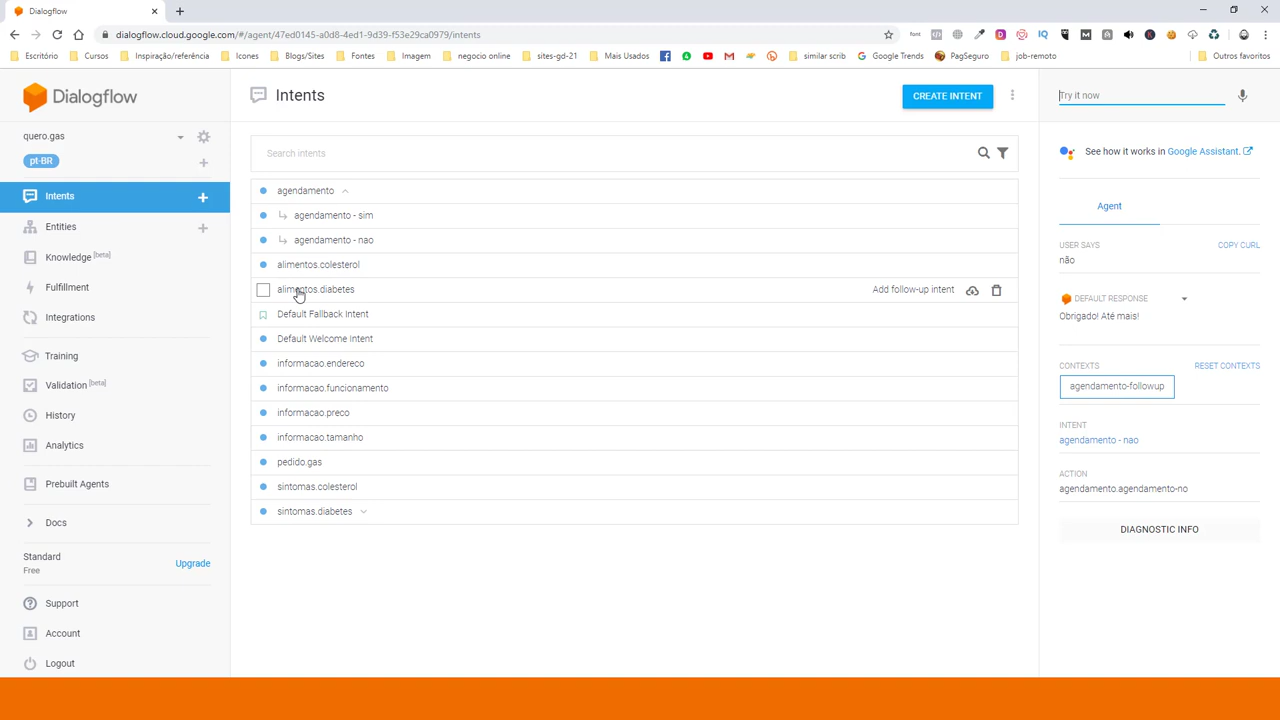 Dialogflow
dialogflow.cloud.google.com/#/agent/47ed0145-a0d8-4ed1-9d39-f53e29ca0979/intents
Escritório Cursos Inspiração/referência Icones Blogs/Sites Fontes Imagem negocio online sites-gd-21 Mais Usados similar scrib Google Trends PagSeguro job-remoto Outros favoritos
Dialogflow
quero.gas
pt-BR
Intents
Entities
Knowledge [beta]
Fulfillment
Integrations
Training
Validation [beta]
History
Analytics
Prebuilt Agents
Docs
Standard
Free
Upgrade
Support
Account
Logout
Intents
CREATE INTENT
Search intents
agendamento
agendamento - sim
agendamento - nao
alimentos.colesterol
alimentos.diabetes
Add follow-up intent
Default Fallback Intent
Default Welcome Intent
informacao.endereco
informacao.funcionamento
informacao.preco
informacao.tamanho
pedido.gas
sintomas.colesterol
sintomas.diabetes
Try it now
See how it works in Google Assistant.
Agent
USER SAYS COPY CURL
não
DEFAULT RESPONSE
Obrigado! Até mais!
CONTEXTS RESET CONTEXTS
agendamento-followup
INTENT
agendamento - nao
ACTION
agendamento.agendamento-no
DIAGNOSTIC INFO